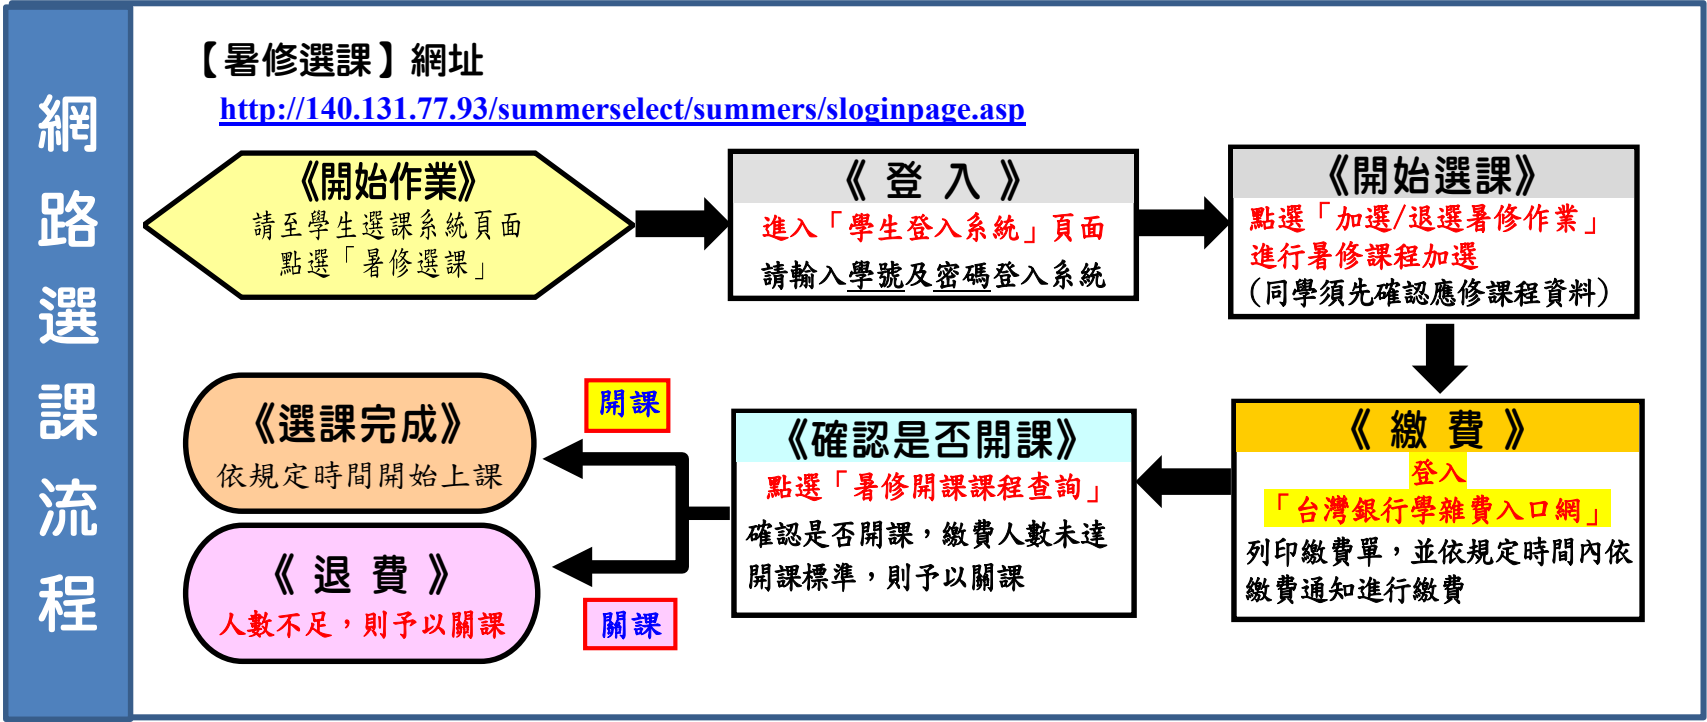 網路選課流程
【暑修選課】網址
http://140.131.77.93/summerselect/summers/sloginpage.asp
《開始作業》
請至學生選課系統頁面
點選「暑修選課」
《 登 入 》
進入「學生登入系統」頁面
請輸入學號及密碼登入系統
《開始選課》
點選「加選/退選暑修作業」
進行暑修課程加選
(同學須先確認應修課程資料)
《 繳 費 》
登入
「台灣銀行學雜費入口網」
列印繳費單，並依規定時間內依
繳費通知進行繳費
《確認是否開課》
點選「暑修開課課程查詢」
確認是否開課，繳費人數未達
開課標準，則予以關課
開課
《選課完成》
依規定時間開始上課
關課
《 退 費 》
人數不足，則予以關課